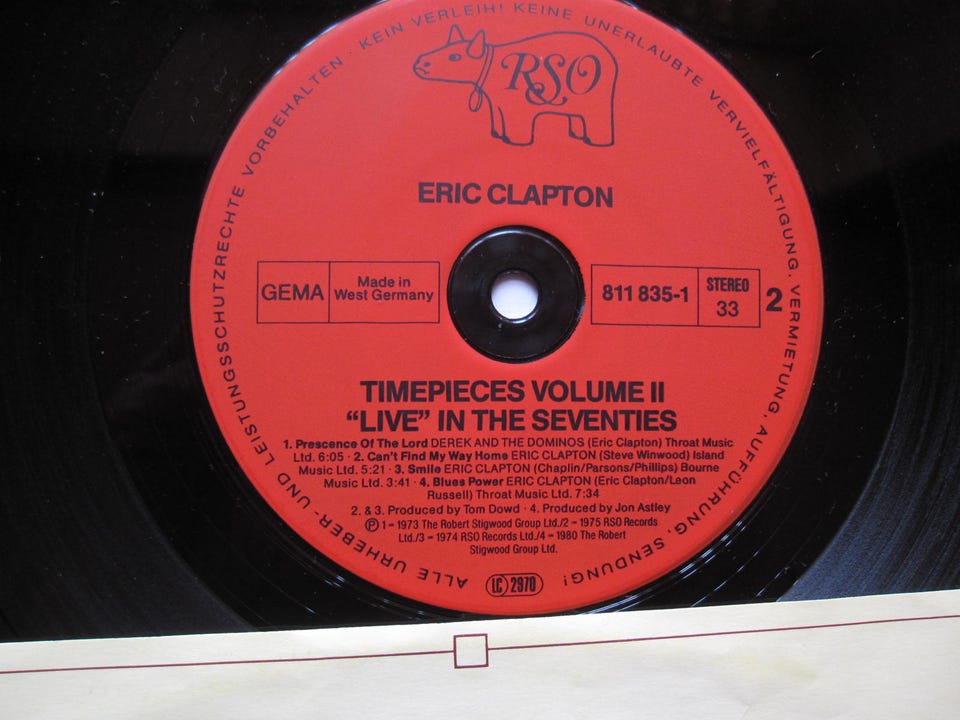 ALLE URHEBER- UND LEISTUNGSSCHUTZRECHTE VORBEHALTEN · KEIN VERLEIH! KEINE UNERLAUBTE VERVIELFÄLTIGUNG, VERMIETUNG, AUFFÜHRUNG, SENDUNG!
RSO
ERIC CLAPTON
GEMA
Made in
West Germany
811 835-1
STEREO
33
2
TIMEPIECES VOLUME II
“LIVE” IN THE SEVENTIES
1. Prescence Of The Lord DEREK AND THE DOMINOS (Eric Clapton) Throat Music
Ltd. 6:05 · 2. Can't Find My Way Home ERIC CLAPTON (Steve Winwood) Island
Music Ltd. 5:21 · 3. Smile ERIC CLAPTON (Chaplin/Parsons/Phillips) Bourne
Music Ltd. 3:41 · 4. Blues Power ERIC CLAPTON (Eric Clapton/Leon
Russell) Throat Music Ltd. 7:34
2. & 3. Produced by Tom Dowd · 4. Produced by Jon Astley
Ⓟ 1 = 1973 The Robert Stigwood Group Ltd./2 = 1975 RSO Records
Ltd./3 = 1974 RSO Records Ltd./4 = 1980 The Robert
Stigwood Group Ltd.
LC 2970